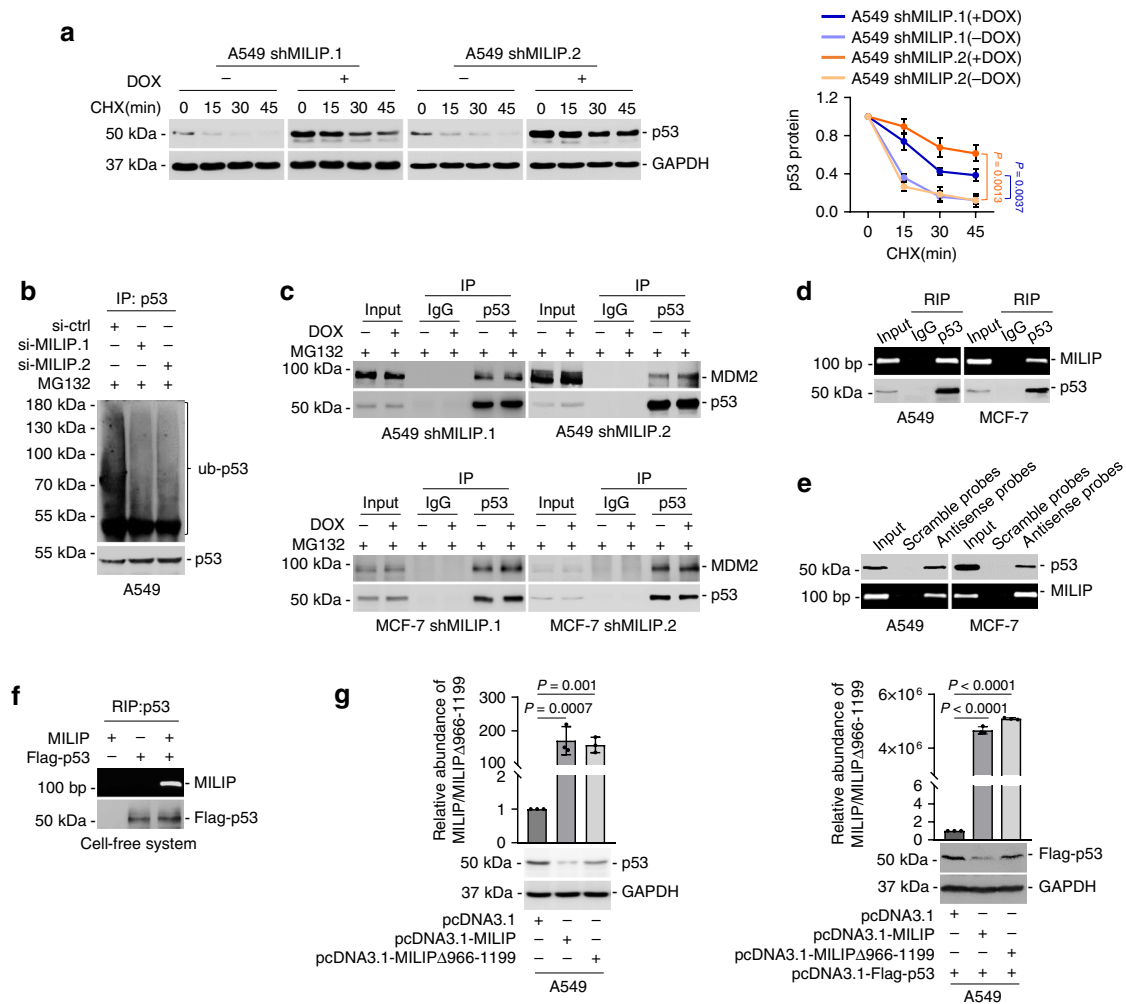 a
A549 shMILIP.1 A549 shMILIP.2
DOX – + – +
CHX(min) 0 15 30 45 0 15 30 45 0 15 30 45 0 15 30 45
50 kDa - - p53
37 kDa - - GAPDH
A549 shMILIP.1(+DOX)
A549 shMILIP.1(–DOX)
A549 shMILIP.2(+DOX)
A549 shMILIP.2(–DOX)
p53 protein
1.2
0.8
0.4
0.0
0 15 30 45
CHX(min)
P = 0.0013
P = 0.0037
b
IP: p53
si-ctrl + – –
si-MILIP.1 – + –
si-MILIP.2 – – +
MG132 + + +
180 kDa -
130 kDa -
100 kDa -
70 kDa -
55 kDa -
ub-p53
55 kDa - - p53
A549
c
IP IP
Input IgG p53 Input IgG p53
DOX – + – + – + – + – + – +
MG132 + + + + + + + + + + + +
100 kDa - - MDM2
50 kDa - - p53
A549 shMILIP.1 A549 shMILIP.2
IP IP
Input IgG p53 Input IgG p53
DOX – + – + – + – + – + – +
MG132 + + + + + + + + + + + +
100 kDa - - MDM2
50 kDa - - p53
MCF-7 shMILIP.1 MCF-7 shMILIP.2
d
RIP RIP
Input IgG p53 Input IgG p53
100 bp - - MILIP
50 kDa - - p53
A549 MCF-7
e
Input Scramble probes Antisense probes Input Scramble probes Antisense probes
50 kDa - - p53
100 bp - - MILIP
A549 MCF-7
f
RIP:p53
MILIP + – +
Flag-p53 – + +
100 bp - - MILIP
50 kDa - - Flag-p53
Cell-free system
g
Relative abundance of
MILIP/MILIPΔ966-1199
300
200
100
2
1
0
P = 0.001
P = 0.0007
50 kDa - - p53
37 kDa - - GAPDH
pcDNA3.1 + – –
pcDNA3.1-MILIP – + –
pcDNA3.1-MILIPΔ966-1199 – – +
A549
Relative abundance of
MILIP/MILIPΔ966-1199
6×10⁶
4×10⁶
6
4
2
0
P < 0.0001
P < 0.0001
50 kDa - - Flag-p53
37 kDa - - GAPDH
pcDNA3.1 + – –
pcDNA3.1-MILIP – + –
pcDNA3.1-MILIPΔ966-1199 – – +
pcDNA3.1-Flag-p53 + + +
A549